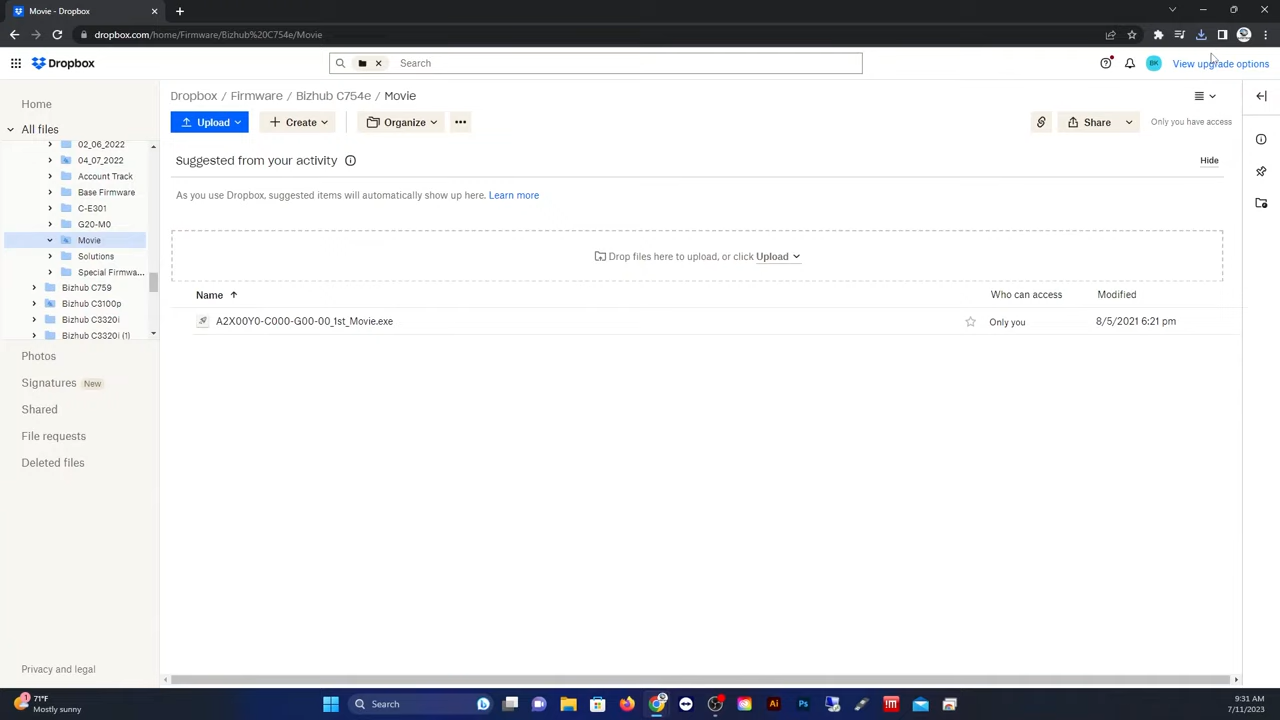 Movie - Dropbox
dropbox.com/home/Firmware/Bizhub%20C754e/Movie
Dropbox
Search
BK
View upgrade options
Home
All files
02_06_2022
04_07_2022
Account Track
Base Firmware
C-E301
G20-M0
Movie
Solutions
Special Firmwa...
Bizhub C759
Bizhub C3100p
Bizhub C3320i
Bizhub C3320i (1)
Photos
Signatures New
Shared
File requests
Deleted files
Privacy and legal
Dropbox / Firmware / Bizhub C754e / Movie
Upload
Create
Organize
Share
Only you have access
Suggested from your activity
Hide
As you use Dropbox, suggested items will automatically show up here. Learn more
Drop files here to upload, or click Upload
Name
Who can access
Modified
A2X00Y0-C000-G00-00_1st_Movie.exe
Only you
8/5/2021 6:21 pm
1
71°F
Mostly sunny
Search
Ai
Ps
9:31 AM
7/11/2023